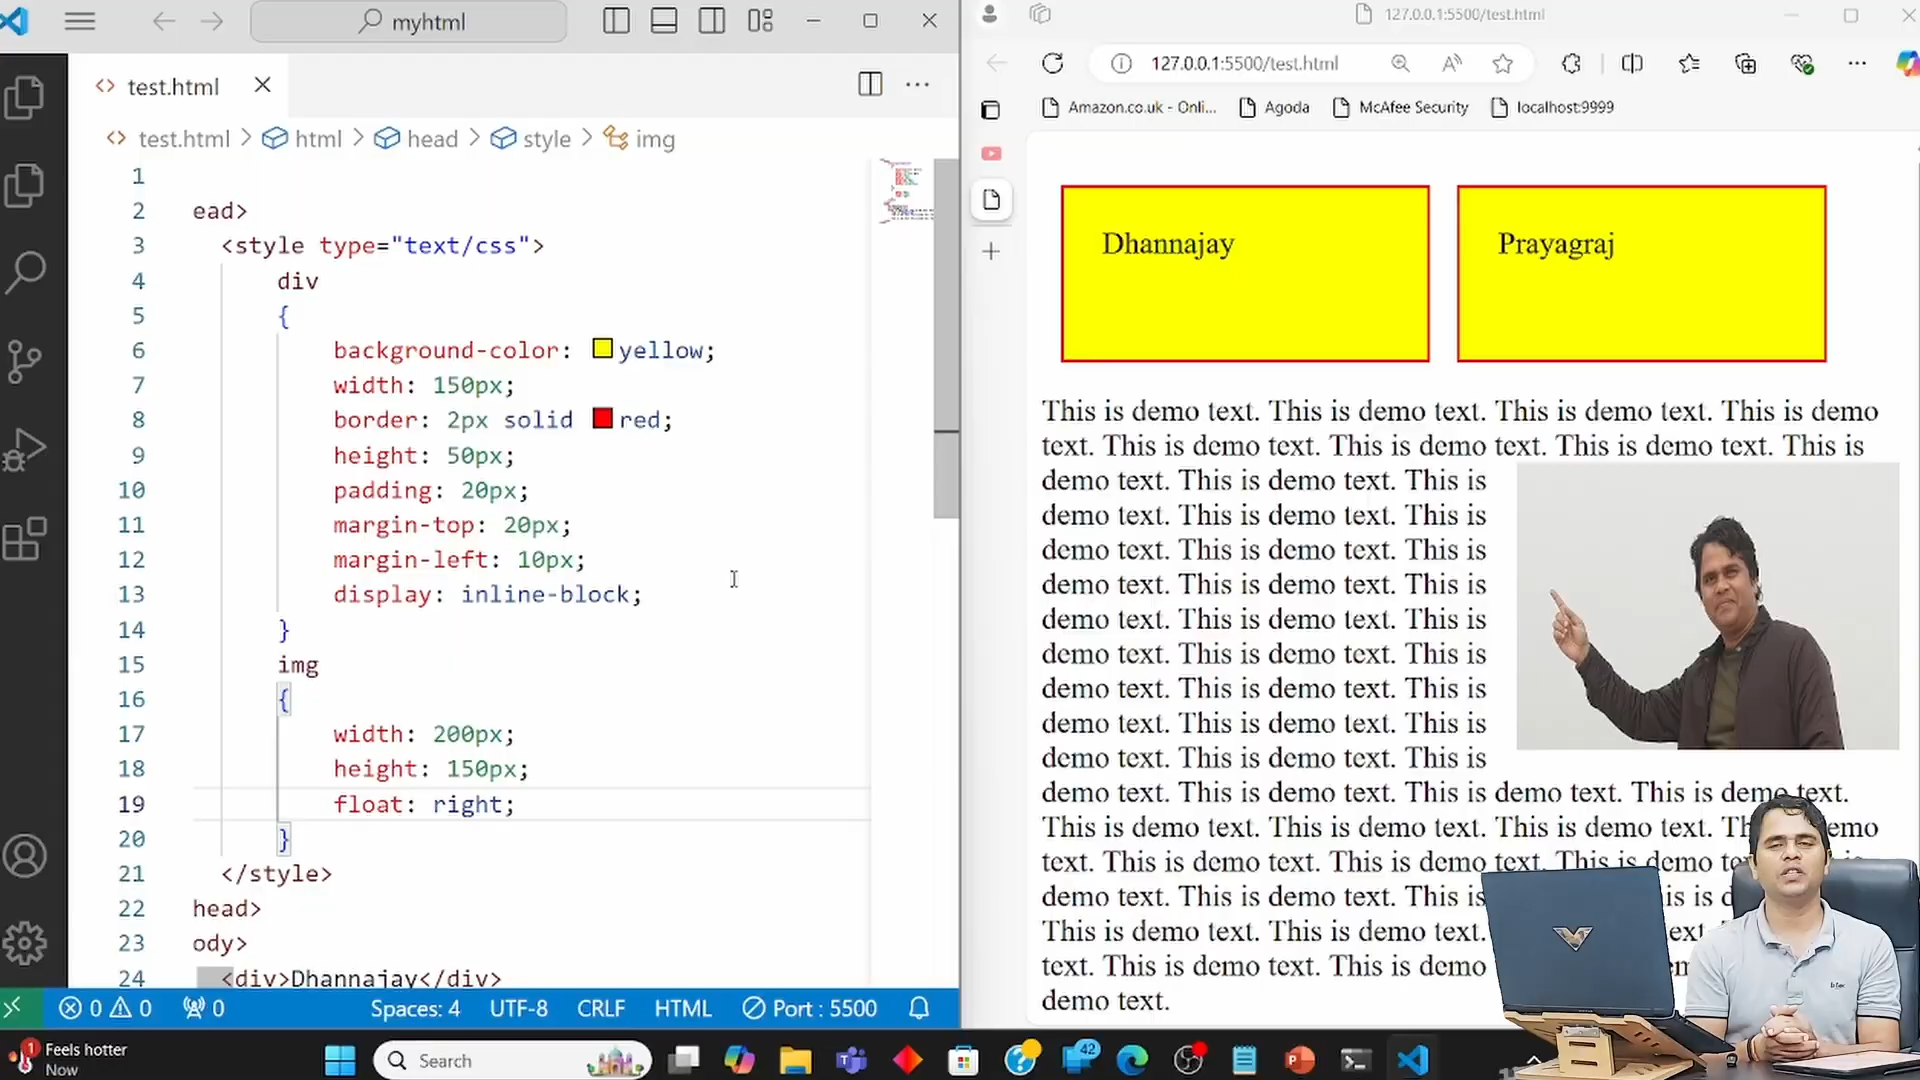 myhtml
test.html
test.html > html > head > style > img
1
2 ead>
3 <style type="text/css">
4 div
5 {
6 background-color: yellow;
7 width: 150px;
8 border: 2px solid red;
9 height: 50px;
10 padding: 20px;
11 margin-top: 20px;
12 margin-left: 10px;
13 display: inline-block;
14 }
15 img
16 {
17 width: 200px;
18 height: 150px;
19 float: right;
20 }
21 </style>
22 head>
23 ody>
24 <div>Dhannajay</div>
0 0 0 Spaces: 4 UTF-8 CRLF HTML Port : 5500
127.0.0.1:5500/test.html
127.0.0.1:5500/test.html
Amazon.co.uk - Onli... Agoda McAfee Security localhost:9999
Dhannajay
Prayagraj
This is demo text. This is demo text. This is demo text. This is demo
text. This is demo text. This is demo text. This is demo text. This is
demo text. This is demo text. This is
demo text. This is demo text. This is
demo text. This is demo text. This is
demo text. This is demo text. This is
demo text. This is demo text. This is
demo text. This is demo text. This is
demo text. This is demo text. This is
demo text. This is demo text. This is
demo text. This is demo text. This is
demo text. This is demo text. This is demo text. This is demo text.
This is demo text. This is demo text. This is demo text. Th emo
text. This is demo text. This is demo text. This is demo te
demo text. This is demo text. This is is is d
This is demo text. This is demo text. text
text. This is demo text. This is demo
demo text.
1 Feels hotter
Now
Search
42